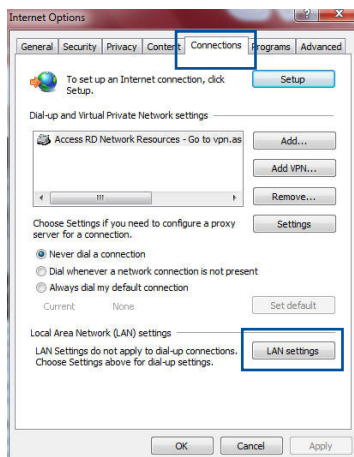 Internet Options
General Security Privacy Content Connections Programs Advanced
To set up an Internet connection, click
Setup.
Setup
Dial-up and Virtual Private Network settings
Access RD Network Resources - Go to vpn.as
Add...
Add VPN...
Remove...
Choose Settings if you need to configure a proxy
server for a connection.
Settings
Never dial a connection
Dial whenever a network connection is not present
Always dial my default connection
Current None
Set default
Local Area Network (LAN) settings
LAN Settings do not apply to dial-up connections.
Choose Settings above for dial-up settings.
LAN settings
OK Cancel Apply